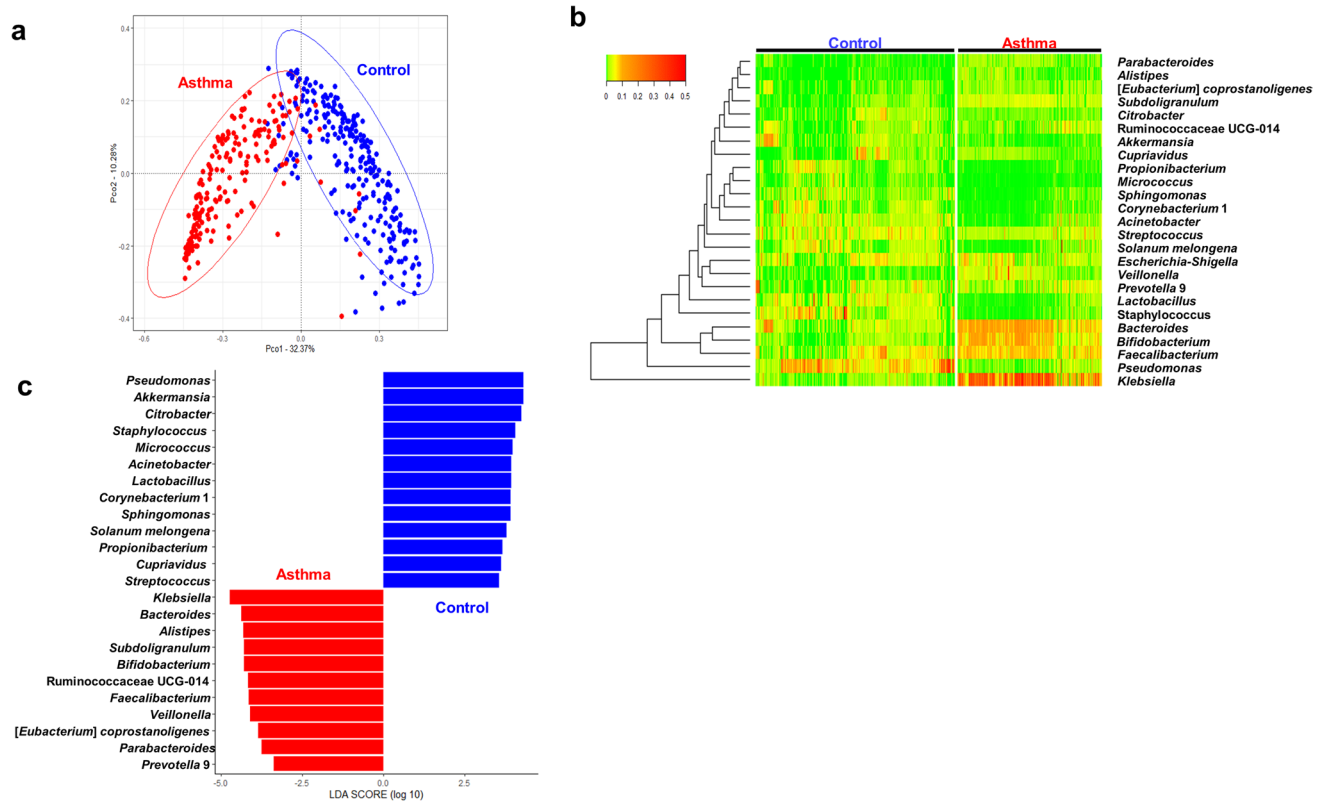 a
0.4
0.2
0.0
-0.2
-0.4
-0.6
-0.3
0.0
0.3
Pco2 - 10.28%
Pco1 - 32.37%
Asthma
Control
b
0 0.1 0.2 0.3 0.4 0.5
Control
Asthma
Parabacteroides
Alistipes
[Eubacterium] coprostanoligenes
Subdoligranulum
Citrobacter
Ruminococcaceae UCG-014
Akkermansia
Cupriavidus
Propionibacterium
Micrococcus
Sphingomonas
Corynebacterium 1
Acinetobacter
Streptococcus
Solanum melongena
Escherichia-Shigella
Veillonella
Prevotella 9
Lactobacillus
Staphylococcus
Bacteroides
Bifidobacterium
Faecalibacterium
Pseudomonas
Klebsiella
c
Pseudomonas
Akkermansia
Citrobacter
Staphylococcus
Micrococcus
Acinetobacter
Lactobacillus
Corynebacterium 1
Sphingomonas
Solanum melongena
Propionibacterium
Cupriavidus
Streptococcus
Asthma
Klebsiella
Control
Bacteroides
Alistipes
Subdoligranulum
Bifidobacterium
Ruminococcaceae UCG-014
Faecalibacterium
Veillonella
[Eubacterium] coprostanoligenes
Parabacteroides
Prevotella 9
-5.0 -2.5 0.0 2.5
LDA SCORE (log 10)